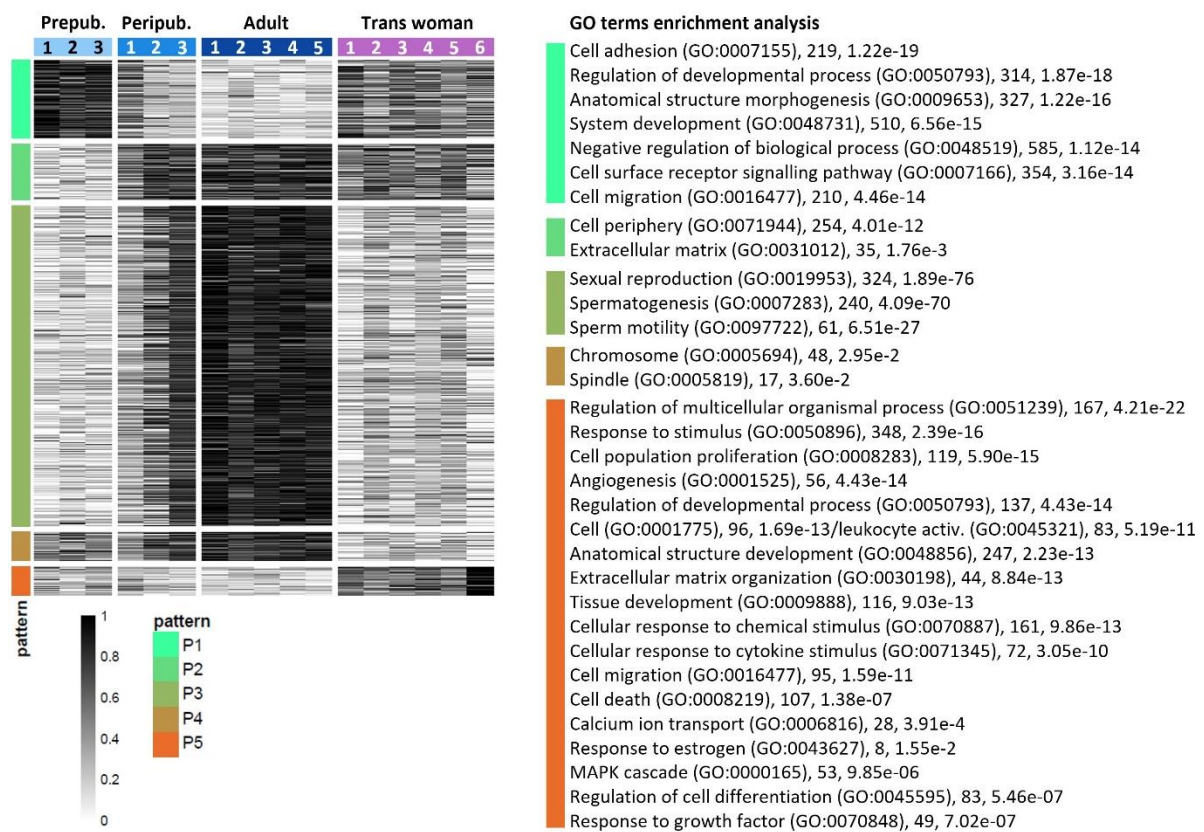 Prepub. Peripub. Adult Trans woman
1 2 3 1 2 3 1 2 3 4 5 1 2 3 4 5 6
pattern
1
0.8
0.6
0.4
0.2
0
pattern
P1
P2
P3
P4
P5
GO terms enrichment analysis
Cell adhesion (GO:0007155), 219, 1.22e-19
Regulation of developmental process (GO:0050793), 314, 1.87e-18
Anatomical structure morphogenesis (GO:0009653), 327, 1.22e-16
System development (GO:0048731), 510, 6.56e-15
Negative regulation of biological process (GO:0048519), 585, 1.12e-14
Cell surface receptor signalling pathway (GO:0007166), 354, 3.16e-14
Cell migration (GO:0016477), 210, 4.46e-14
Cell periphery (GO:0071944), 254, 4.01e-12
Extracellular matrix (GO:0031012), 35, 1.76e-3
Sexual reproduction (GO:0019953), 324, 1.89e-76
Spermatogenesis (GO:0007283), 240, 4.09e-70
Sperm motility (GO:0097722), 61, 6.51e-27
Chromosome (GO:0005694), 48, 2.95e-2
Spindle (GO:0005819), 17, 3.60e-2
Regulation of multicellular organismal process (GO:0051239), 167, 4.21e-22
Response to stimulus (GO:0050896), 348, 2.39e-16
Cell population proliferation (GO:0008283), 119, 5.90e-15
Angiogenesis (GO:0001525), 56, 4.43e-14
Regulation of developmental process (GO:0050793), 137, 4.43e-14
Cell (GO:0001775), 96, 1.69e-13/leukocyte activ. (GO:0045321), 83, 5.19e-11
Anatomical structure development (GO:0048856), 247, 2.23e-13
Extracellular matrix organization (GO:0030198), 44, 8.84e-13
Tissue development (GO:0009888), 116, 9.03e-13
Cellular response to chemical stimulus (GO:0070887), 161, 9.86e-13
Cellular response to cytokine stimulus (GO:0071345), 72, 3.05e-10
Cell migration (GO:0016477), 95, 1.59e-11
Cell death (GO:0008219), 107, 1.38e-07
Calcium ion transport (GO:0006816), 28, 3.91e-4
Response to estrogen (GO:0043627), 8, 1.55e-2
MAPK cascade (GO:0000165), 53, 9.85e-06
Regulation of cell differentiation (GO:0045595), 83, 5.46e-07
Response to growth factor (GO:0070848), 49, 7.02e-07